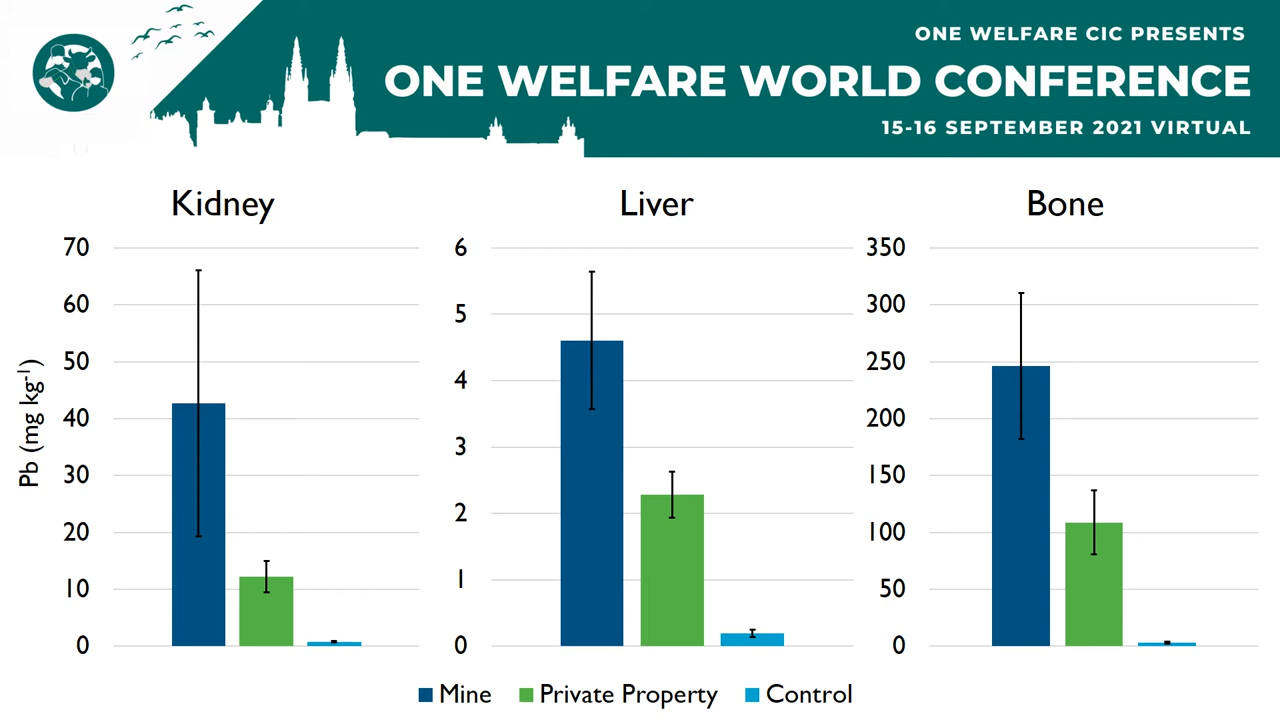 ONE WELFARE CIC PRESENTS
ONE WELFARE WORLD CONFERENCE
15-16 SEPTEMBER 2021 VIRTUAL
Kidney
Pb (mg kg⁻¹)
70
60
50
40
30
20
10
0
Liver
6
5
4
3
2
1
0
Bone
350
300
250
200
150
100
50
0
Mine Private Property Control